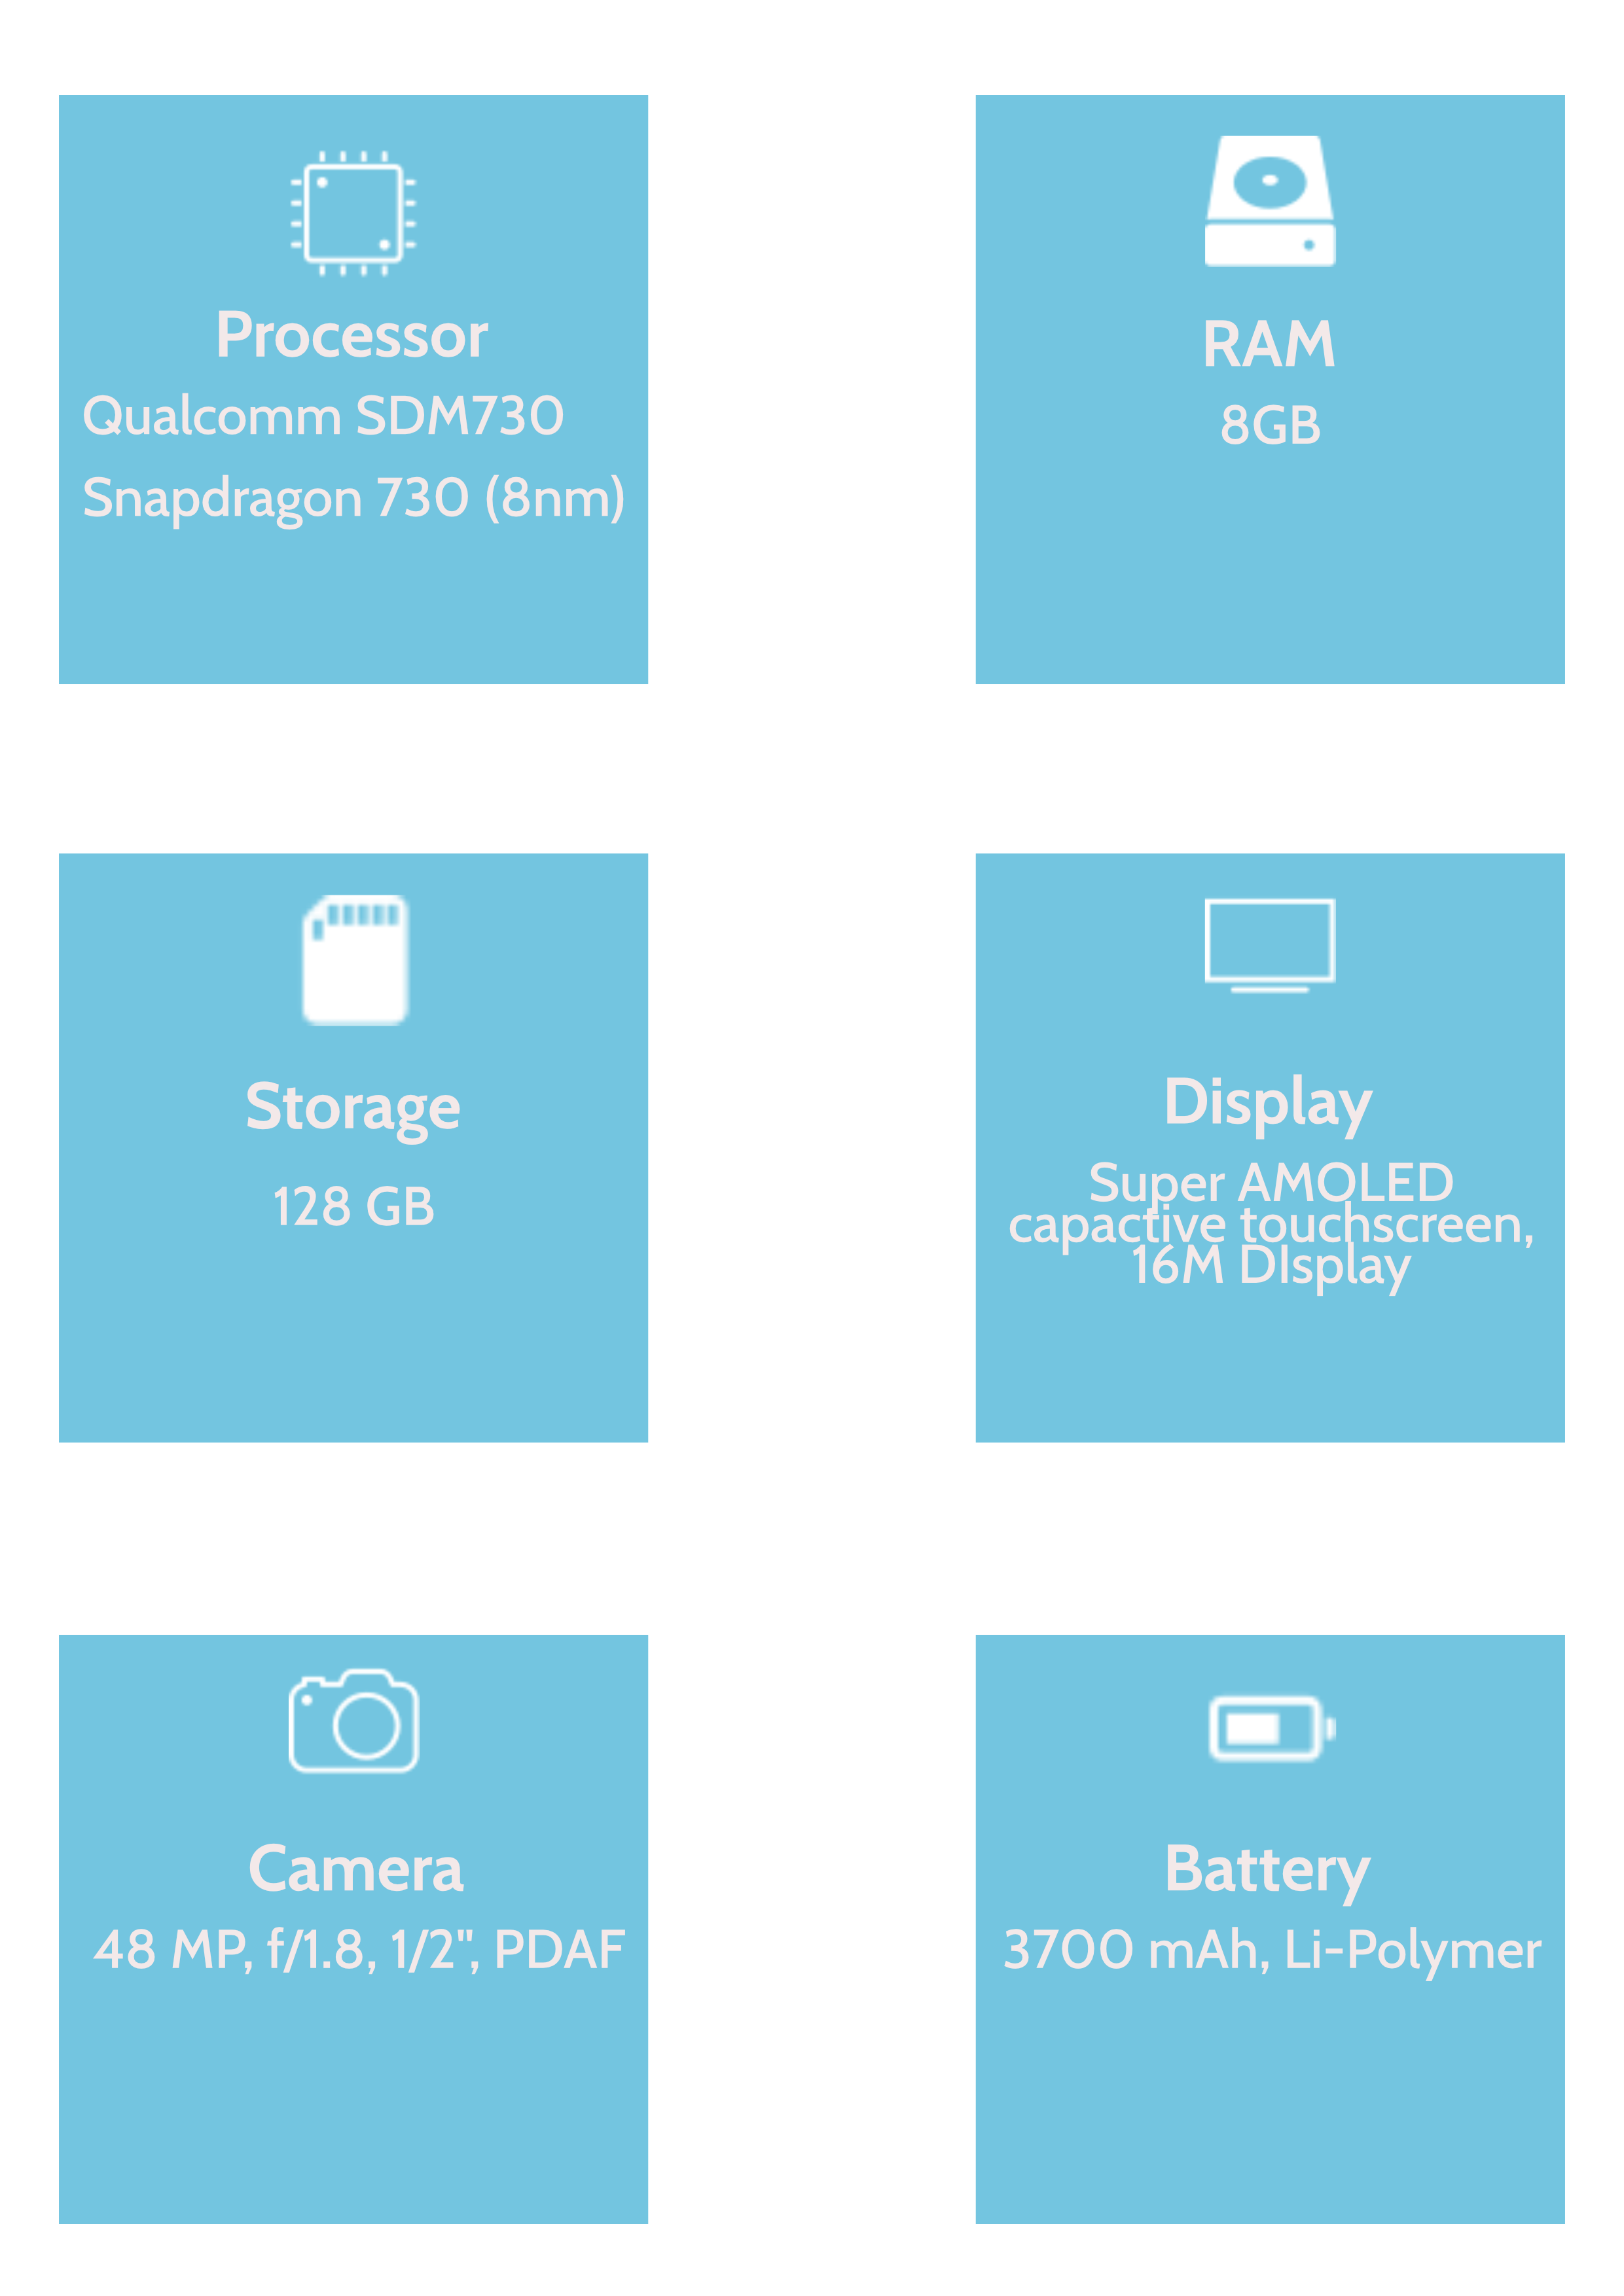 Processor
Qualcomm SDM730
Snapdragon 730 (8nm)
RAM
8GB
Storage
128 GB
Display
Super AMOLED
capactive touchscreen,
16M DIsplay
Camera
48 MP, f/1.8, 1/2", PDAF
Battery
3700 mAh, Li-Polymer